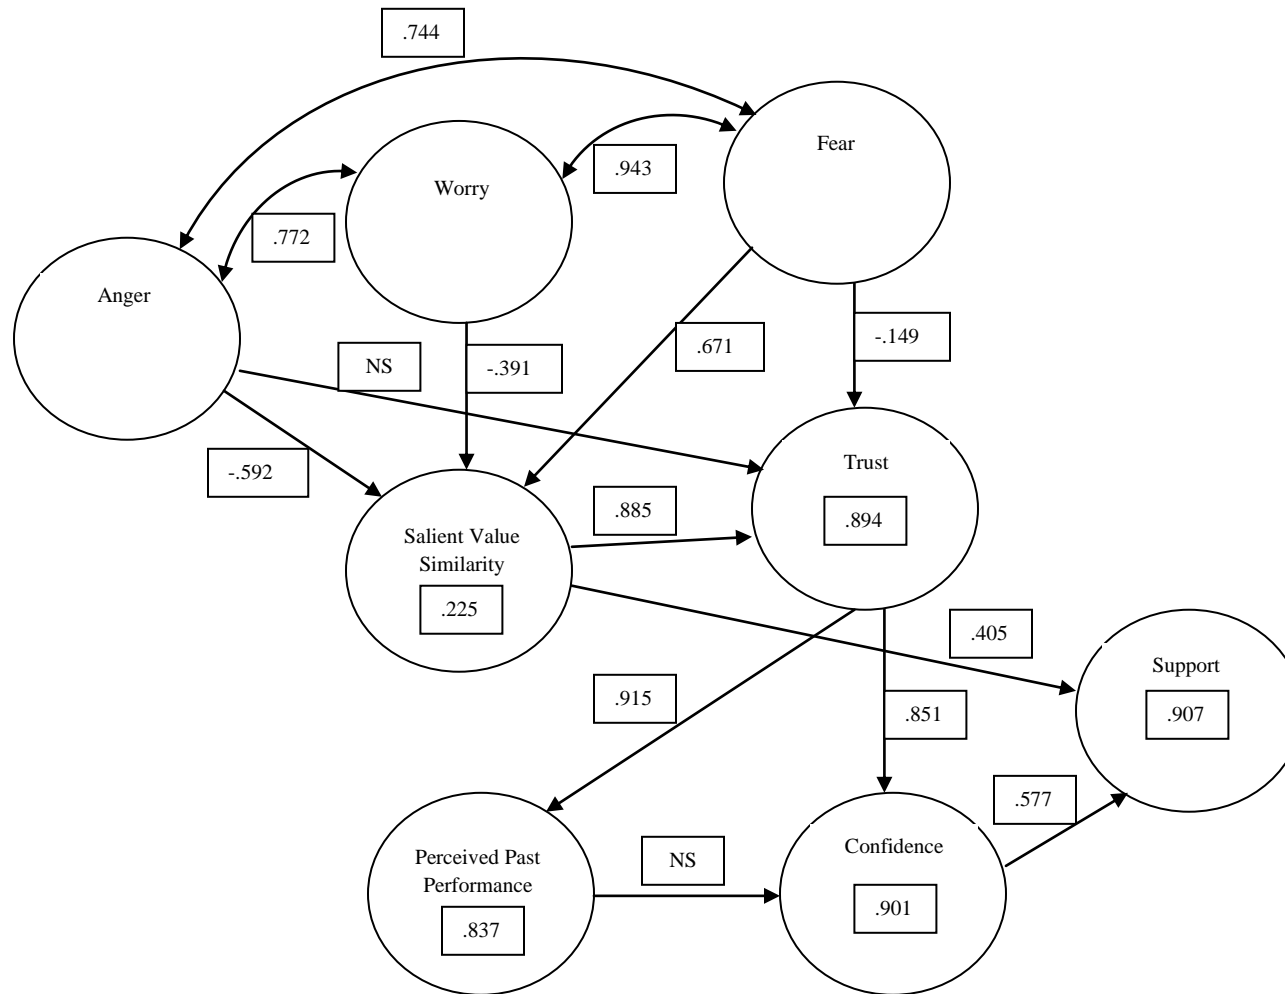 .744
Fear
.943
Worry
.772
Anger
-.149
.671
NS
-.391
Trust
-.592
.885
.894
Salient Value
Similarity
.225
.405
Support
.915
.851
.907
.577
Confidence
Perceived Past
Performance
NS
.901
.837